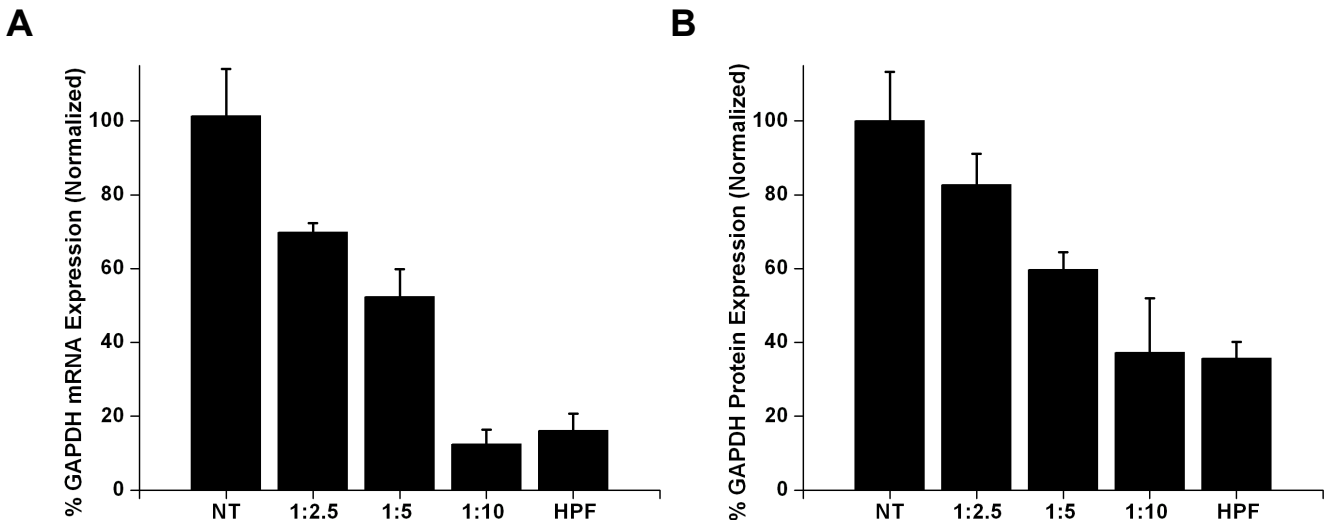 A
% GAPDH mRNA Expression (Normalized)
100
80
60
40
20
0
NT 1:2.5 1:5 1:10 HPF
B
% GAPDH Protein Expression (Normalized)
100
80
60
40
20
0
NT 1:2.5 1:5 1:10 HPF